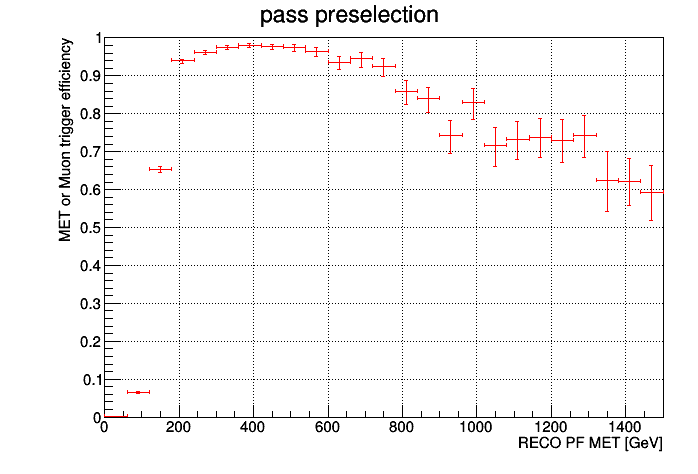 pass preselection
MET or Muon trigger efficiency
1
0.9
0.8
0.7
0.6
0.5
0.4
0.3
0.2
0.1
0
0 200 400 600 800 1000 1200 1400
RECO PF MET [GeV]